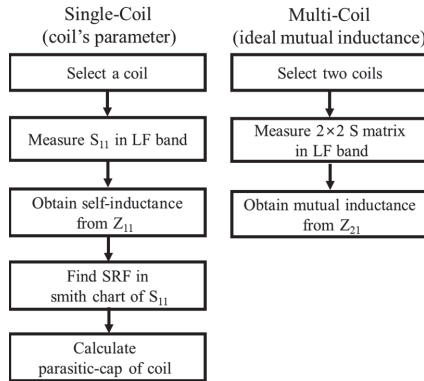 Single-Coil
(coil's parameter)
Select a coil
Measure S₁₁ in LF band
Obtain self-inductance
from Z₁₁
Find SRF in
smith chart of S₁₁
Calculate
parasitic-cap of coil
Multi-Coil
(ideal mutual inductance)
Select two coils
Measure 2×2 S matrix
in LF band
Obtain mutual inductance
from Z₂₁